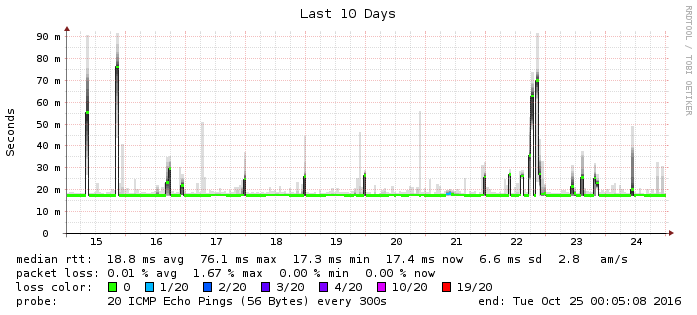 Last 10 Days
RRDTOOL / TOBI OETIKER
Seconds
90 m
80 m
70 m
60 m
50 m
40 m
30 m
20 m
10 m
0
15 16 17 18 19 20 21 22 23 24
median rtt: 18.8 ms avg 76.1 ms max 17.3 ms min 17.4 ms now 6.6 ms sd 2.8 am/s
packet loss: 0.01 % avg 1.67 % max 0.00 % min 0.00 % now
loss color: 0 1/20 2/20 3/20 4/20 10/20 19/20
probe: 20 ICMP Echo Pings (56 Bytes) every 300s end: Tue Oct 25 00:05:08 2016